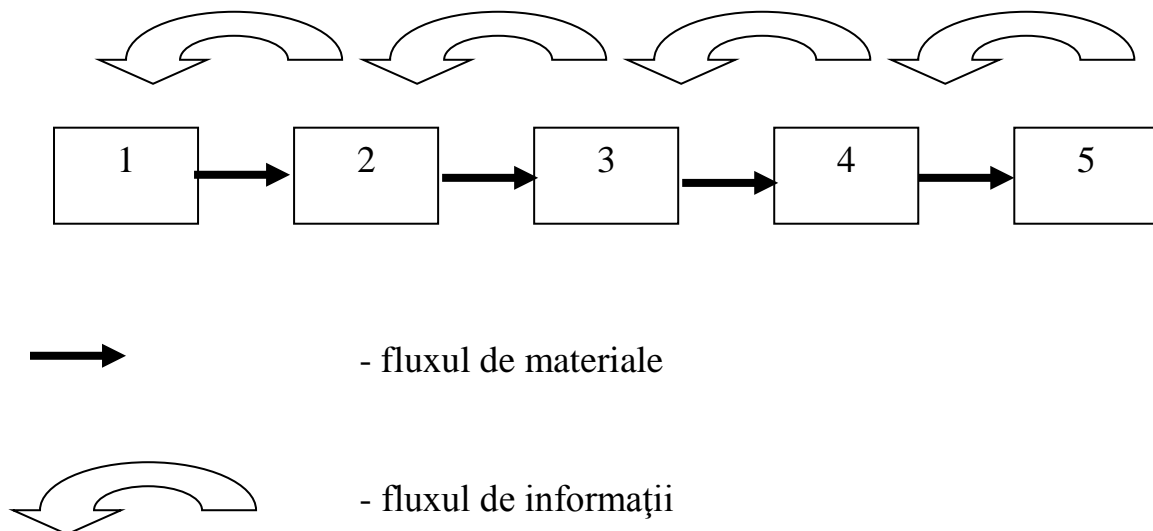 1 2 3 4 5
- fluxul de materiale
- fluxul de informaţii